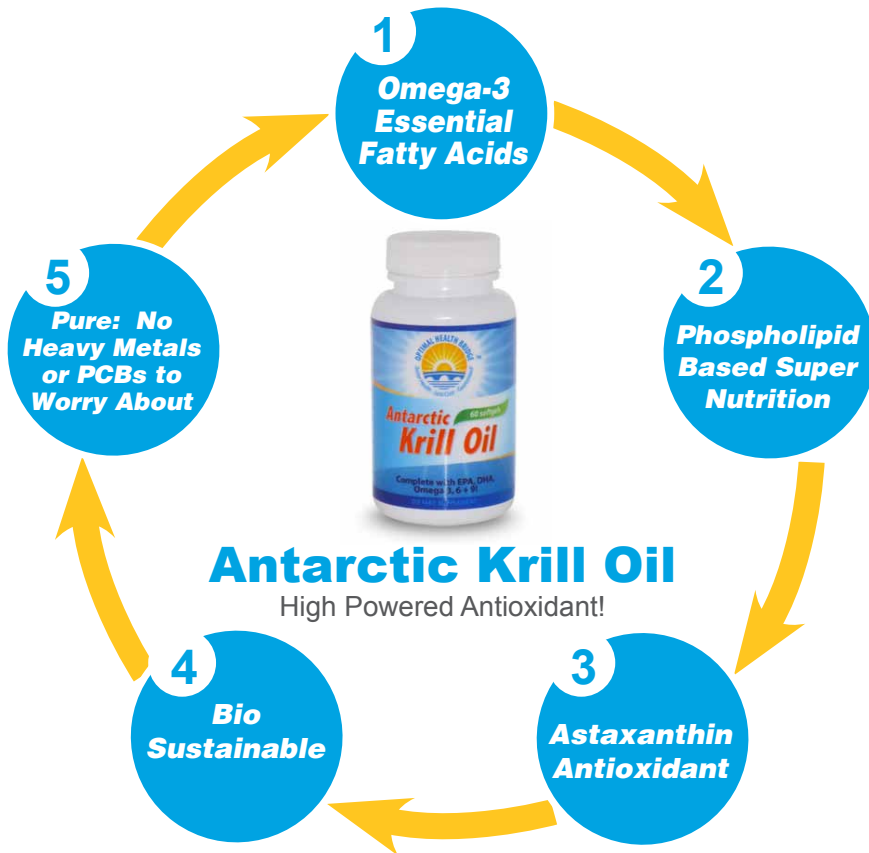 1
Omega-3
Essential
Fatty Acids
2
Phospholipid
Based Super
Nutrition
3
Astaxanthin
Antioxidant
4
Bio
Sustainable
5
Pure: No
Heavy Metals
or PCBs to
Worry About
OPTIMAL HEALTH BRIDGE
60 softgels
Antarctic
Krill Oil
Complete with EPA, DHA,
Omega 3, 6 + 9!
DIETARY SUPPLEMENT
Antarctic Krill Oil
High Powered Antioxidant!